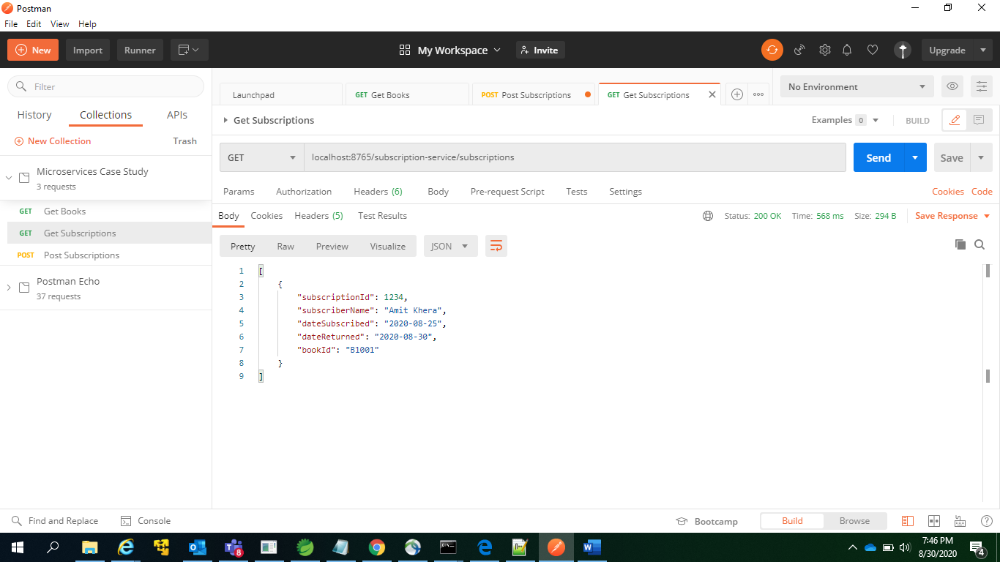 Postman
File Edit View Help
New Import Runner My Workspace Invite Upgrade
Filter
History Collections APIs
New Collection Trash
Microservices Case Study
3 requests
GET Get Books
GET Get Subscriptions
POST Post Subscriptions
Postman Echo
37 requests
Launchpad GET Get Books POST Post Subscriptions GET Get Subscriptions No Environment
Get Subscriptions Examples 0 BUILD
GET localhost:8765/subscription-service/subscriptions Send Save
Params Authorization Headers (6) Body Pre-request Script Tests Settings Cookies Code
Body Cookies Headers (5) Test Results Status: 200 OK Time: 568 ms Size: 294 B Save Response
Pretty Raw Preview Visualize JSON
1 [
2 {
3 "subscriptionId": 1234,
4 "subscriberName": "Amit Khera",
5 "dateSubscribed": "2020-08-25",
6 "dateReturned": "2020-08-30",
7 "bookId": "B1001"
8 }
9 ]
Find and Replace Console Bootcamp Build Browse
8
7:46 PM
8/30/2020
4